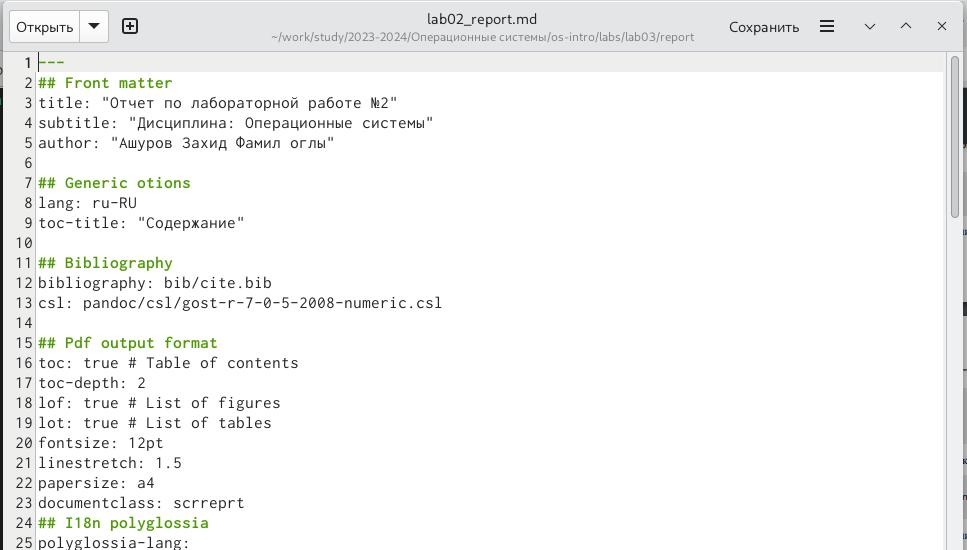 Открыть
lab02_report.md
~/work/study/2023-2024/Операционные системы/os-intro/labs/lab03/report
Сохранить
1 ---
2 ## Front matter
3 title: "Отчет по лабораторной работе №2"
4 subtitle: "Дисциплина: Операционные системы"
5 author: "Ашуров Захид Фамил оглы"
6
7 ## Generic otions
8 lang: ru-RU
9 toc-title: "Содержание"
10
11 ## Bibliography
12 bibliography: bib/cite.bib
13 csl: pandoc/csl/gost-r-7-0-5-2008-numeric.csl
14
15 ## Pdf output format
16 toc: true # Table of contents
17 toc-depth: 2
18 lof: true # List of figures
19 lot: true # List of tables
20 fontsize: 12pt
21 linestretch: 1.5
22 papersize: a4
23 documentclass: scrreprt
24 ## I18n polyglossia
25 polyglossia-lang: